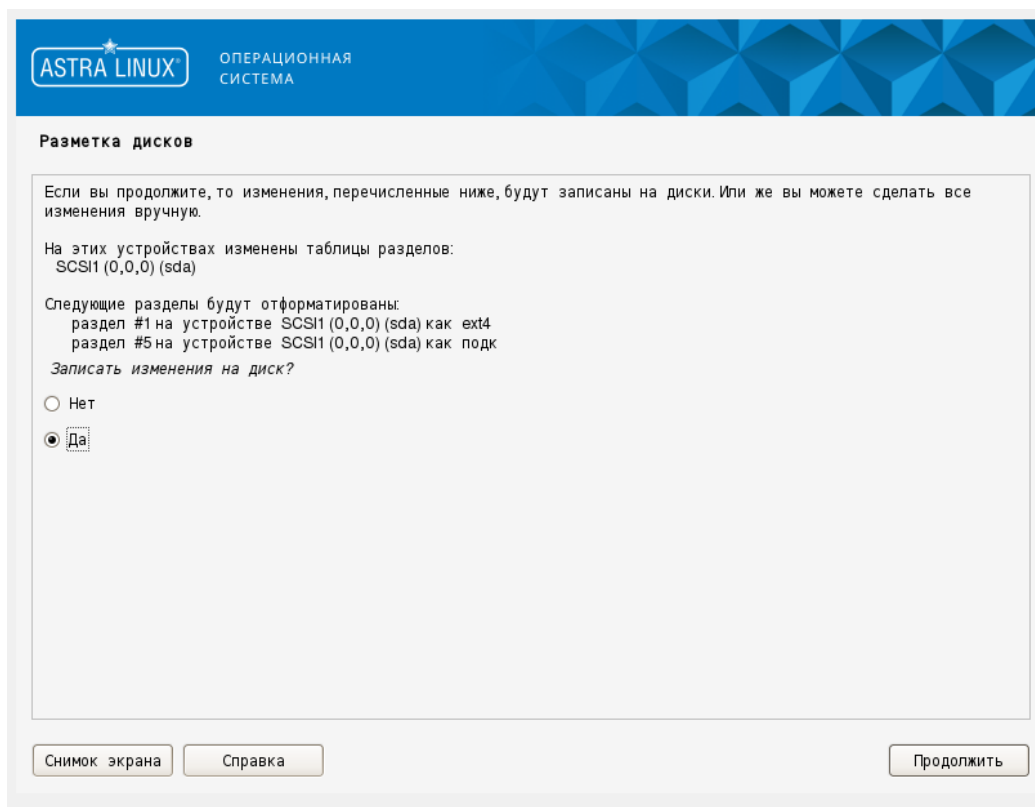 ASTRA LINUX®
ОПЕРАЦИОННАЯ
СИСТЕМА
Разметка дисков
Если вы продолжите, то изменения, перечисленные ниже, будут записаны на диски. Или же вы можете сделать все
изменения вручную.
На этих устройствах изменены таблицы разделов:
SCSI1 (0,0,0) (sda)
Следующие разделы будут отформатированы:
раздел #1 на устройстве SCSI1 (0,0,0) (sda) как ext4
раздел #5 на устройстве SCSI1 (0,0,0) (sda) как подк
Записать изменения на диск?
Нет
Да
Снимок экрана
Справка
Продолжить